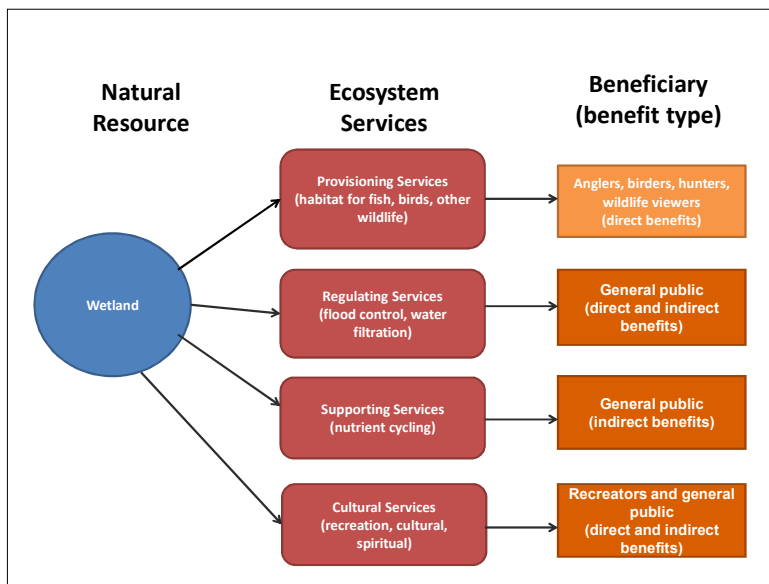 Natural
Resource
Ecosystem
Services
Beneficiary
(benefit type)
Wetland
Provisioning Services
(habitat for fish, birds, other
wildlife)
Anglers, birders, hunters,
wildlife viewers
(direct benefits)
Regulating Services
(flood control, water
filtration)
General public
(direct and indirect
benefits)
Supporting Services
(nutrient cycling)
General public
(indirect benefits)
Cultural Services
(recreation, cultural,
spiritual)
Recreators and general
public
(direct and indirect
benefits)